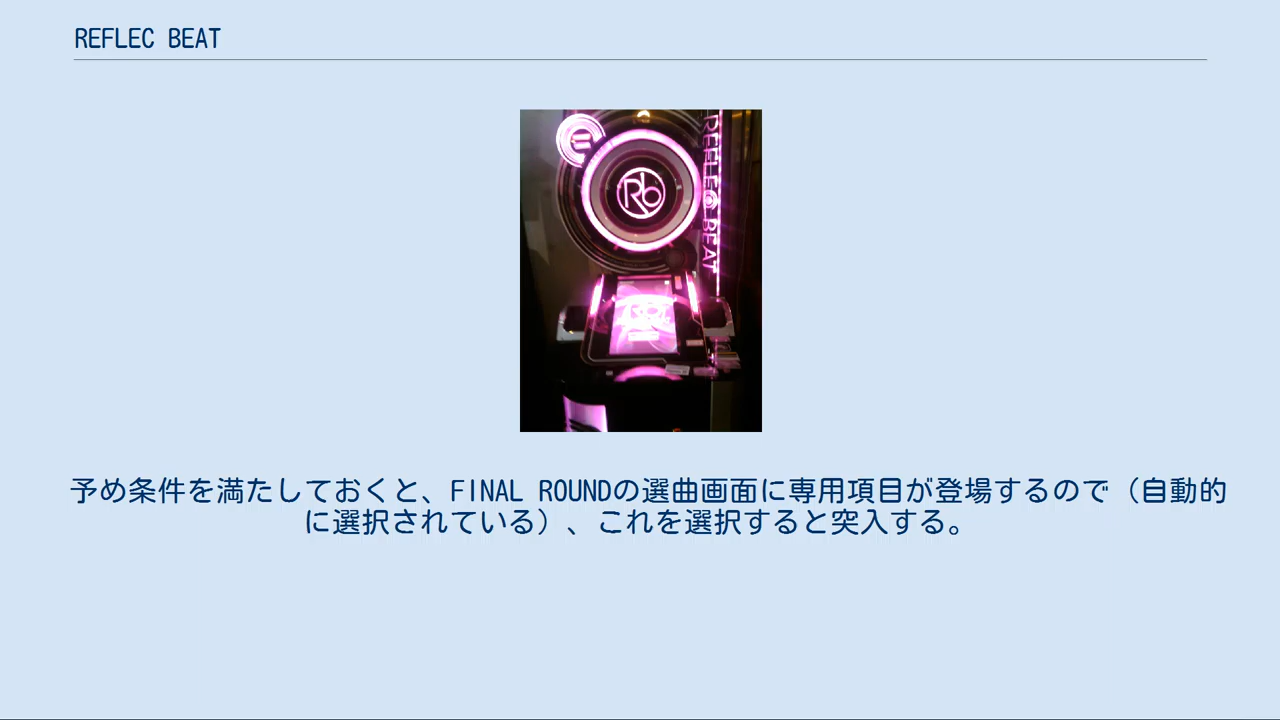 REFLEC BEAT
Rb
REFLEC BEAT
予め条件を満たしておくと、FINAL ROUNDの選曲画面に専用項目が登場するので（自動的
に選択されている）、これを選択すると突入する。